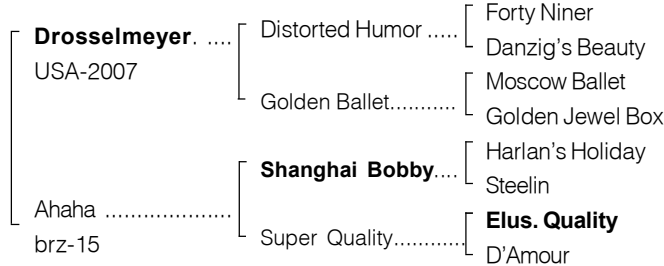 Forty Niner
Distorted Humor .....
Drosselmeyer. ....
Danzig's Beauty
USA-2007
Moscow Ballet
Golden Ballet...........
Golden Jewel Box
Harlan's Holiday
Shanghai Bobby....
Steelin
Ahaha .....................
Elus. Quality
brz-15
Super Quality............
D'Amour